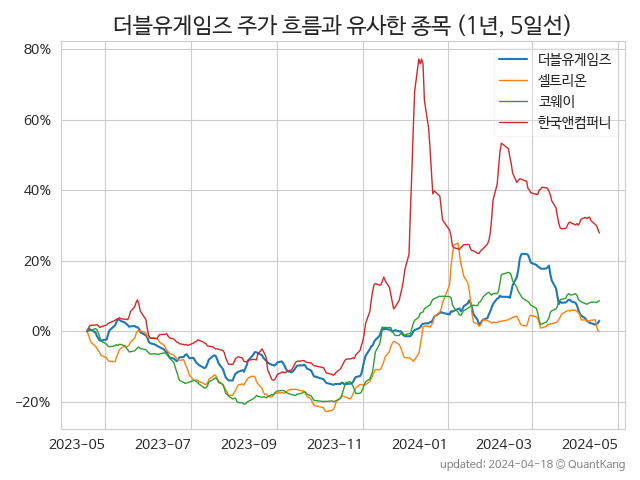 더블유게임즈 주가 흐름과 유사한 종목 (1년, 5일선)
80%
60%
40%
20%
0%
−20%
더블유게임즈
셀트리온
코웨이
한국앤컴퍼니
2023-05 2023-07 2023-09 2023-11 2024-01 2024-03 2024-05
updated: 2024-04-18 © QuantKang